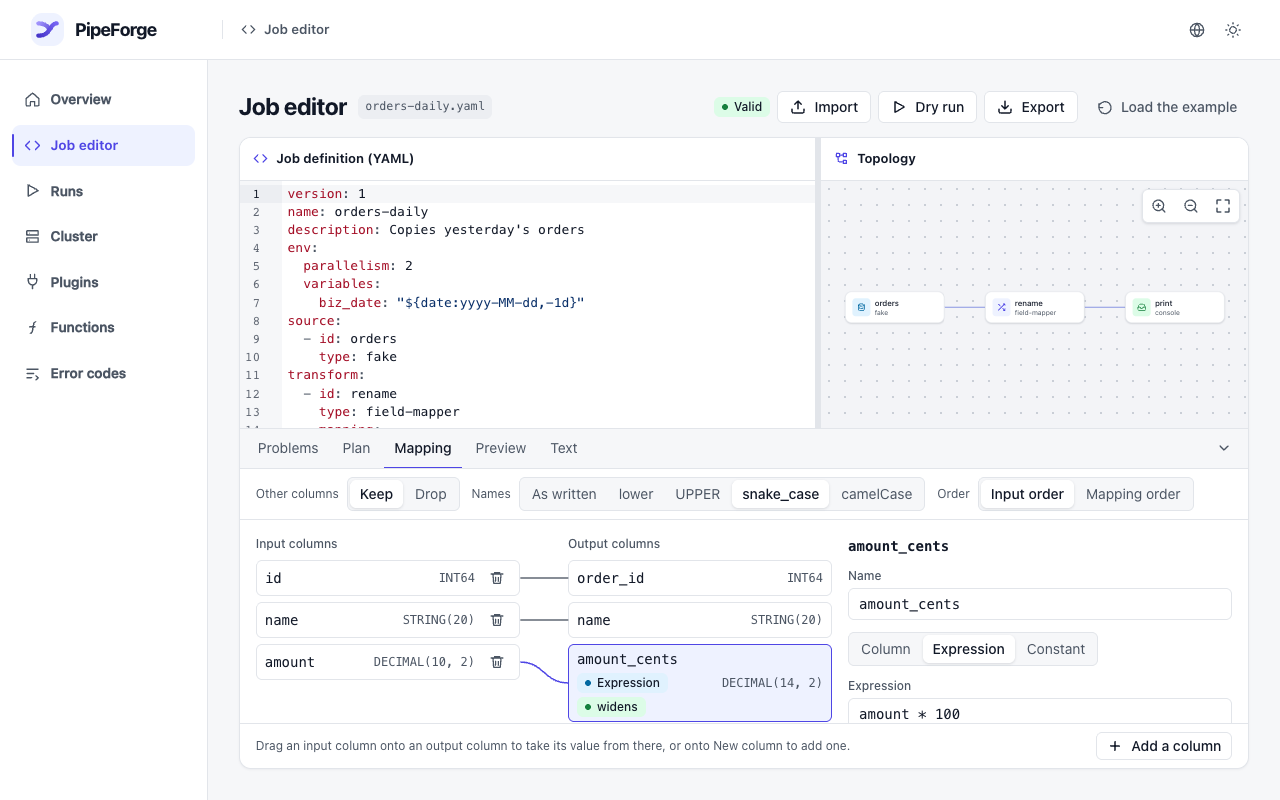 PipeForge
Job editor
Overview
Job editor
Runs
Cluster
Plugins
Functions
Error codes
Job editor
orders-daily.yaml
Valid
Import
Dry run
Export
Load the example
Job definition (YAML)
1 version: 1
2 name: orders-daily
3 description: Copies yesterday's orders
4 env:
5 parallelism: 2
6 variables:
7 biz_date: "${date:yyyy-MM-dd,-1d}"
8 source:
9 - id: orders
10 type: fake
11 transform:
12 - id: rename
13 type: field-mapper
Topology
orders
fake
rename
field-mapper
print
console
Problems Plan Mapping Preview Text
Other columns Keep Drop Names As written lower UPPER snake_case camelCase Order Input order Mapping order
Input columns
id INT64
name STRING(20)
amount DECIMAL(10, 2)
Output columns
order_id INT64
name STRING(20)
amount_cents
Expression DECIMAL(14, 2)
widens
amount_cents
Name
amount_cents
Column Expression Constant
Expression
amount * 100
Drag an input column onto an output column to take its value from there, or onto New column to add one.
Add a column